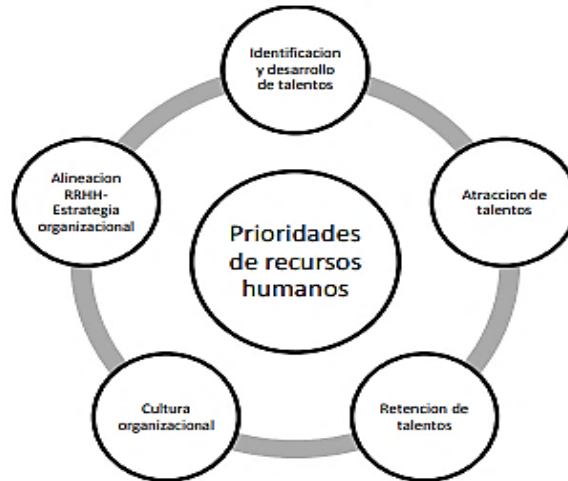 Identificacion
y desarrollo
de talentos
Alineacion
RRHH-
Estrategia
organizacional
Atraccion de
talentos
Prioridades
de recursos
humanos
Cultura
organizacional
Retencion de
talentos